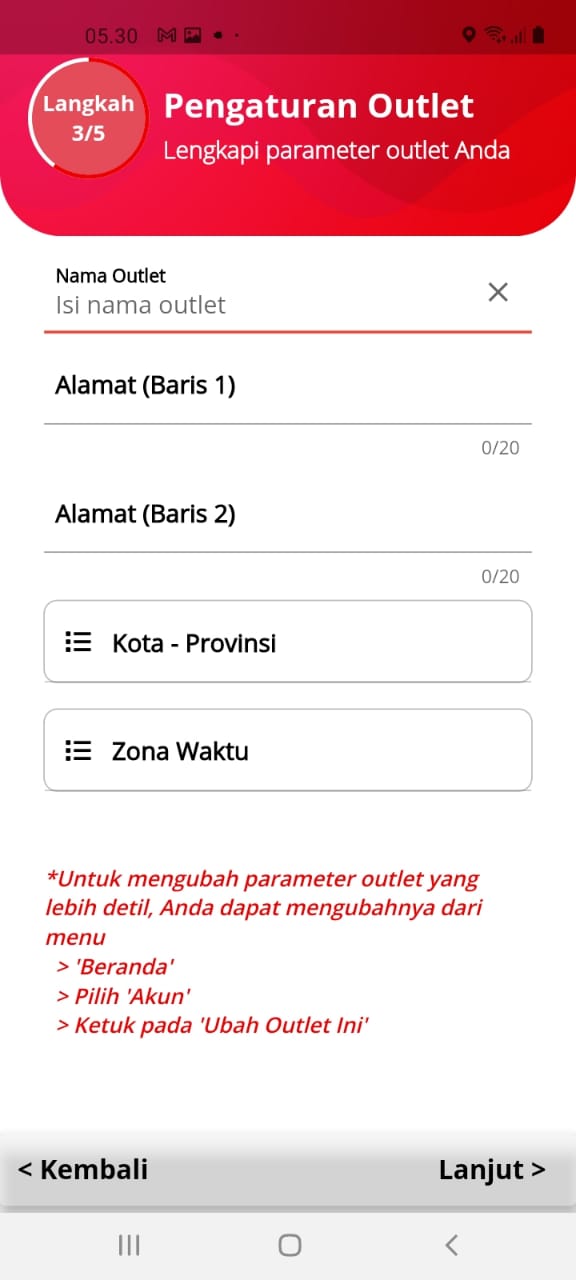 05.30
Langkah
3/5
Pengaturan Outlet
Lengkapi parameter outlet Anda
Nama Outlet
Isi nama outlet
Alamat (Baris 1)
0/20
Alamat (Baris 2)
0/20
Kota - Provinsi
Zona Waktu
*Untuk mengubah parameter outlet yang
lebih detil, Anda dapat mengubahnya dari
menu
> 'Beranda'
> Pilih 'Akun'
> Ketuk pada 'Ubah Outlet Ini'
< Kembali
Lanjut >